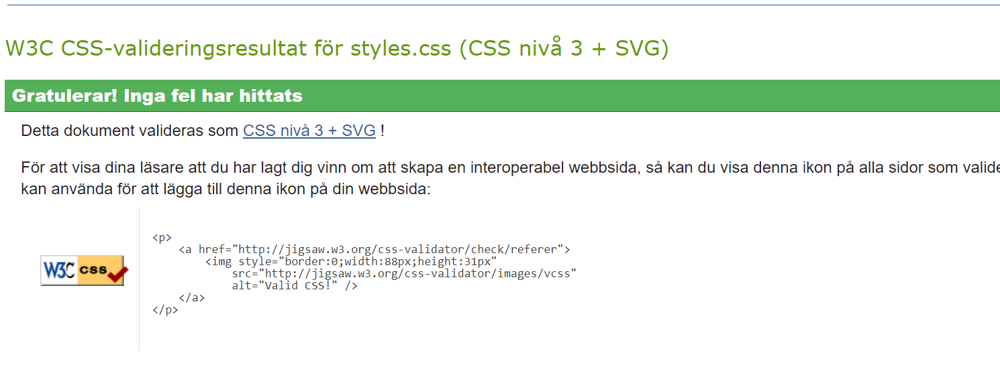 W3C CSS-valideringsresultat för styles.css (CSS nivå 3 + SVG)
Gratulerar! Inga fel har hittats
Detta dokument valideras som CSS nivå 3 + SVG !
För att visa dina läsare att du har lagt dig vinn om att skapa en interoperabel webbsida, så kan du visa denna ikon på alla sidor som
kan använda för att lägga till denna ikon på din webbsida:
<p>
<a href="http://jigsaw.w3.org/css-validator/check/referer">
<img style="border:0;width:88px;height:31px"
W3C css
src="http://jigsaw.w3.org/css-validator/images/vcss"
alt="Valid CSS!" />
</a>
</p>